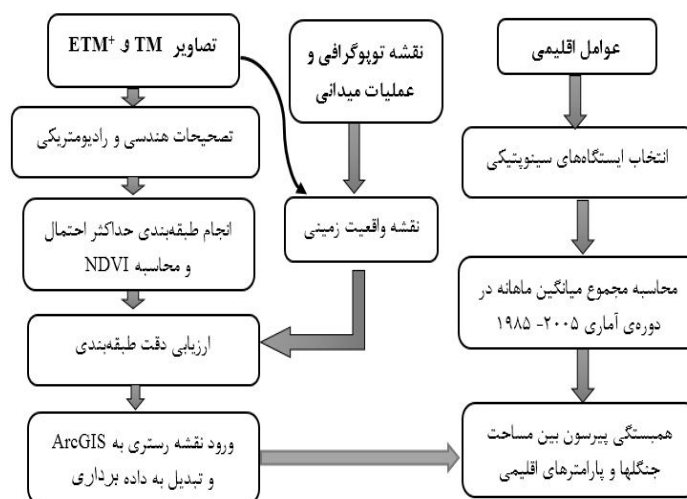 تصاویر TM و ETM⁺
تصحیحات هندسی و رادیومتریکی
انجام طبقه‌بندی حداکثر احتمال
و محاسبه NDVI
ارزیابی دقت طبقه‌بندی
ورود نقشه رستری به ArcGIS
و تبدیل به داده برداری
نقشه توپوگرافی و
عملیات میدانی
نقشه واقعیت زمینی
عوامل اقلیمی
انتخاب ایستگاه‌های سینوپتیکی
محاسبه مجموع میانگین ماهانه در
دوره‌ی آماری ۲۰۰۵- ۱۹۸۵
همبستگی پیرسون بین مساحت
جنگلها و پارامترهای اقلیمی